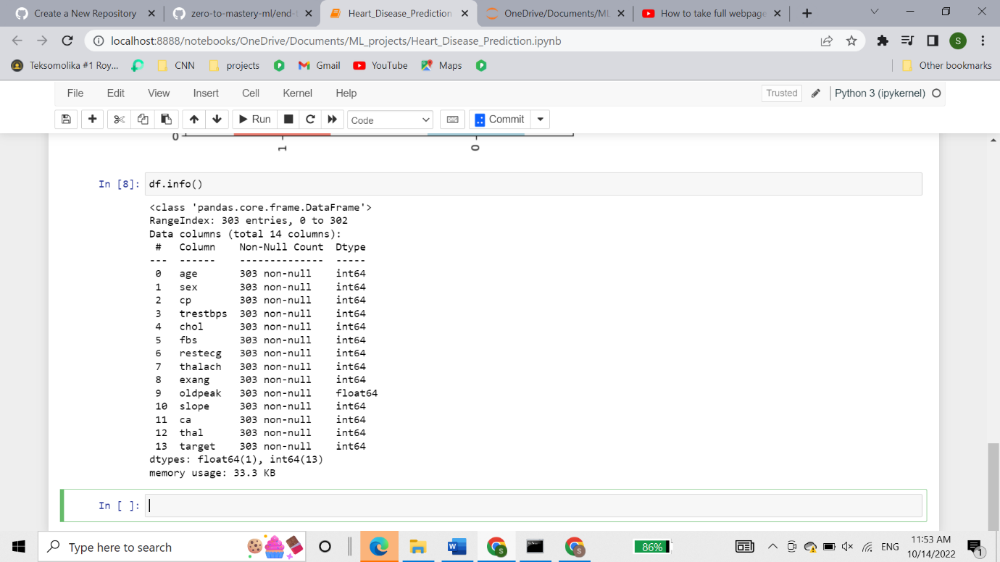 Create a New Repository
zero-to-mastery-ml/end-t
Heart_Disease_Prediction
OneDrive/Documents/ML
How to take full webpage
localhost:8888/notebooks/OneDrive/Documents/ML_projects/Heart_Disease_Prediction.ipynb
S
Teksomolika #1 Roy...
CNN
projects
Gmail
YouTube
Maps
Other bookmarks
File Edit View Insert Cell Kernel Help
Trusted
Python 3 (ipykernel)
Run
Code
Commit
0
1
0
In [8]: df.info()
<class 'pandas.core.frame.DataFrame'>
RangeIndex: 303 entries, 0 to 302
Data columns (total 14 columns):
# Column Non-Null Count Dtype
--- ------ -------------- -----
0 age 303 non-null int64
1 sex 303 non-null int64
2 cp 303 non-null int64
3 trestbps 303 non-null int64
4 chol 303 non-null int64
5 fbs 303 non-null int64
6 restecg 303 non-null int64
7 thalach 303 non-null int64
8 exang 303 non-null int64
9 oldpeak 303 non-null float64
10 slope 303 non-null int64
11 ca 303 non-null int64
12 thal 303 non-null int64
13 target 303 non-null int64
dtypes: float64(1), int64(13)
memory usage: 33.3 KB
In [ ]:
Type here to search
W
S
S
86%
ENG
11:53 AM
10/14/2022
1